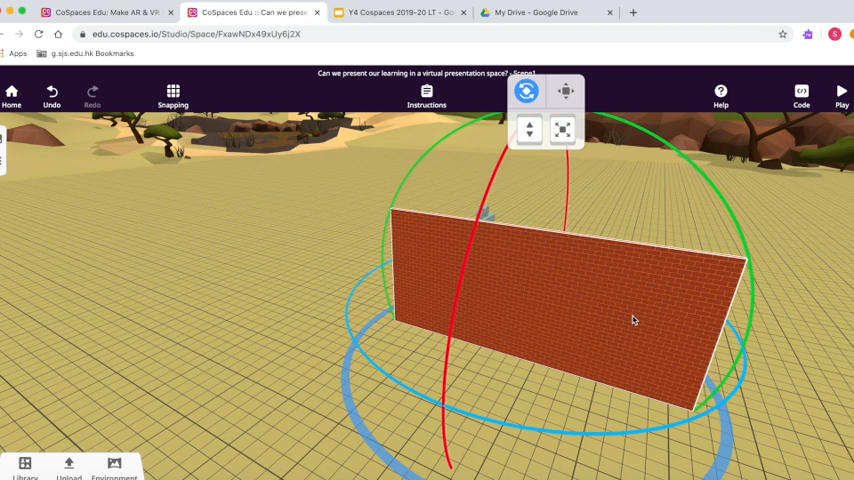 CoSpaces Edu: Make AR & VR
CoSpaces Edu :: Can we prese
Y4 Cospaces 2019-20 LT - Go
My Drive - Google Drive
edu.cospaces.io/Studio/Space/FxawNDx49xUy6j2X
S
Apps
g.sjs.edu.hk Bookmarks
Can we present our learning in a virtual presentation space? - Scene1
Home
Undo
Redo
Snapping
Instructions
Help
Code
Play
Library
Upload
Environment